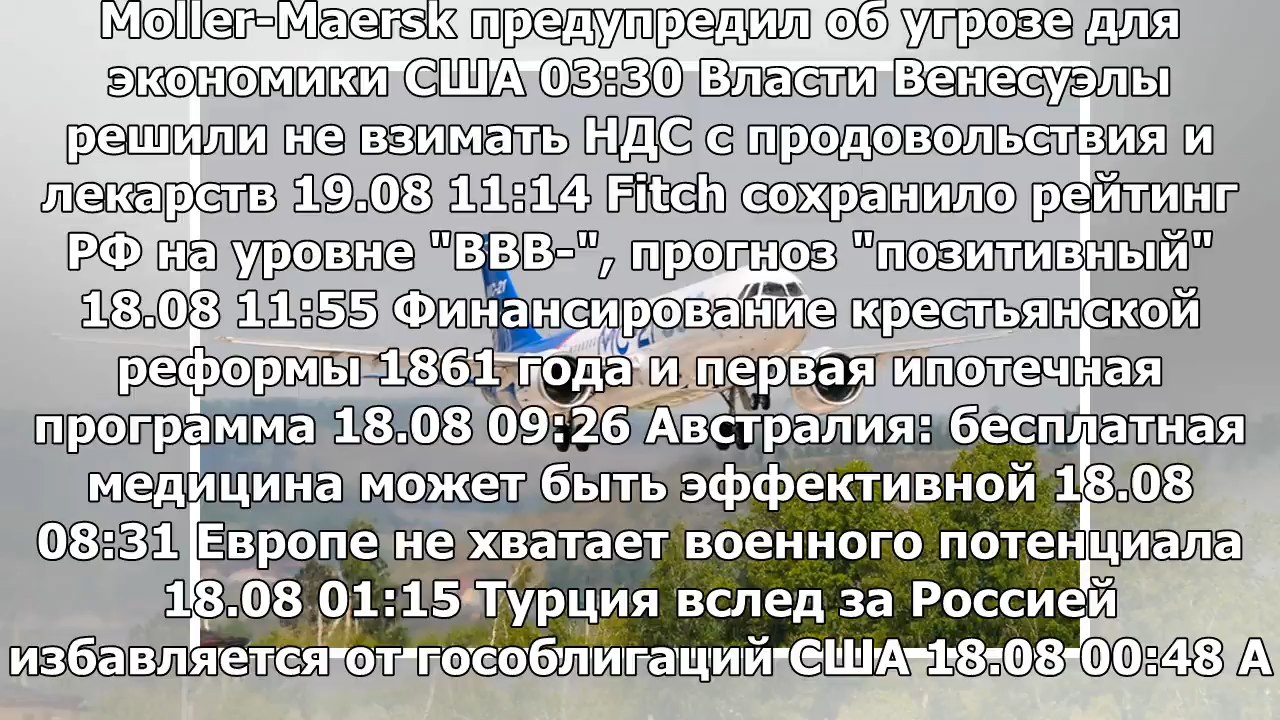 Moller-Maersk предупредил об угрозе для
экономики США 03:30 Власти Венесуэлы
решили не взимать НДС с продовольствия и
лекарств 19.08 11:14 Fitch сохранило рейтинг
РФ на уровне "BBB-", прогноз "позитивный"
18.08 11:55 Финансирование крестьянской
реформы 1861 года и первая ипотечная
программа 18.08 09:26 Австралия: бесплатная
медицина может быть эффективной 18.08
08:31 Европе не хватает военного потенциала
18.08 01:15 Турция вслед за Россией
избавляется от гособлигаций США 18.08 00:48 А